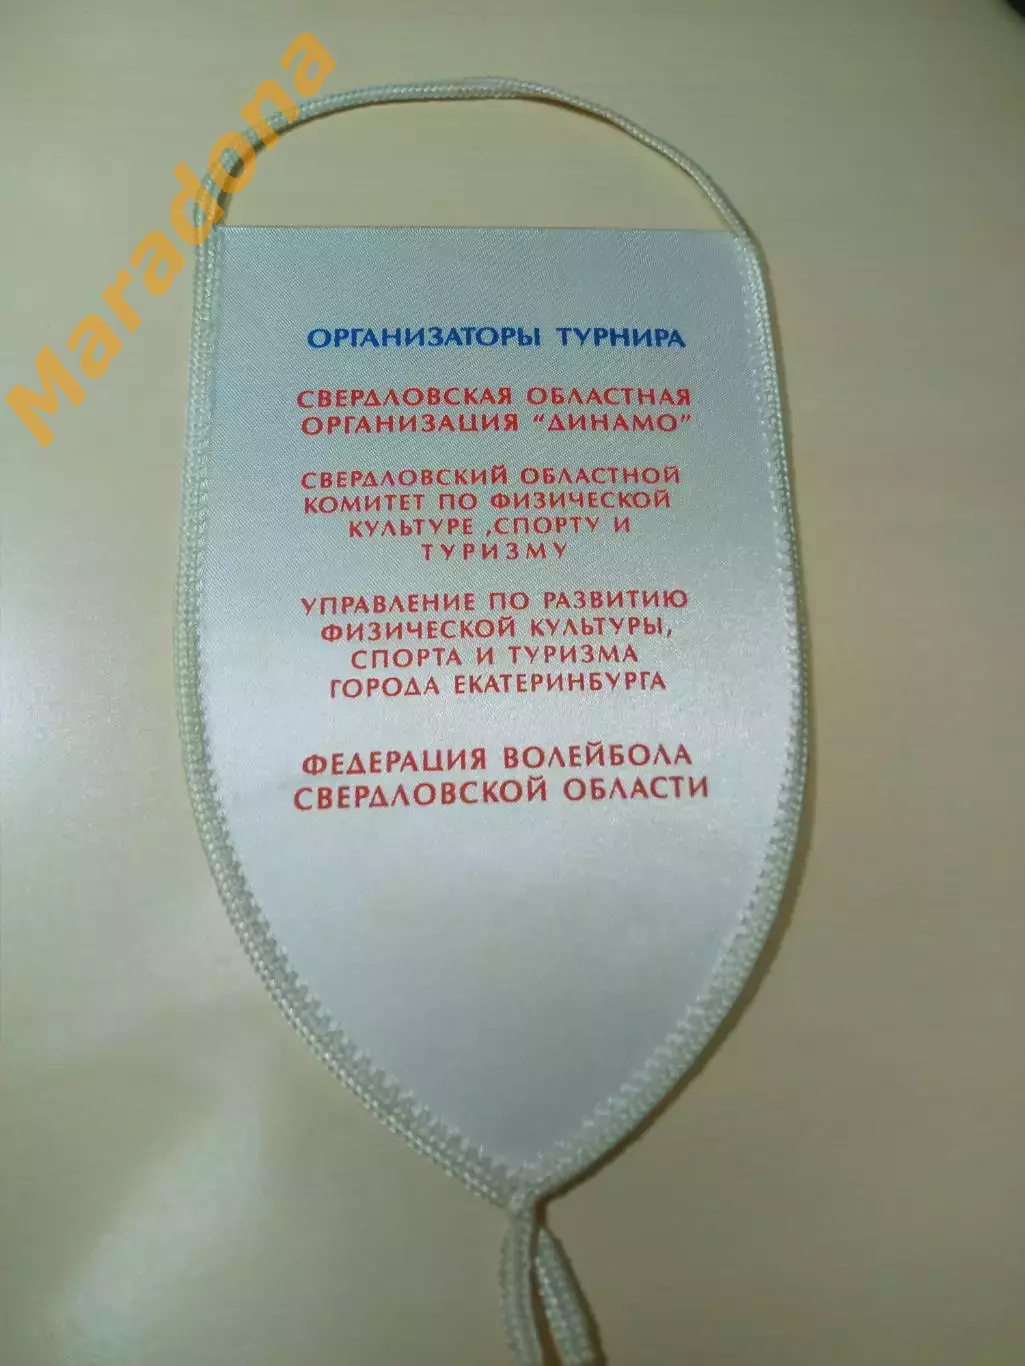 Maradona
ОРГАНИЗАТОРЫ ТУРНИРА
СВЕРДЛОВСКАЯ ОБЛАСТНАЯ
ОРГАНИЗАЦИЯ "ДИНАМО"
СВЕРДЛОВСКИЙ ОБЛАСТНОЙ
КОМИТЕТ ПО ФИЗИЧЕСКОЙ
КУЛЬТУРЕ ,СПОРТУ И
ТУРИЗМУ
УПРАВЛЕНИЕ ПО РАЗВИТИЮ
ФИЗИЧЕСКОЙ КУЛЬТУРЫ,
СПОРТА И ТУРИЗМА
ГОРОДА ЕКАТЕРИНБУРГА
ФЕДЕРАЦИЯ ВОЛЕЙБОЛА
СВЕРДЛОВСКОЙ ОБЛАСТИ